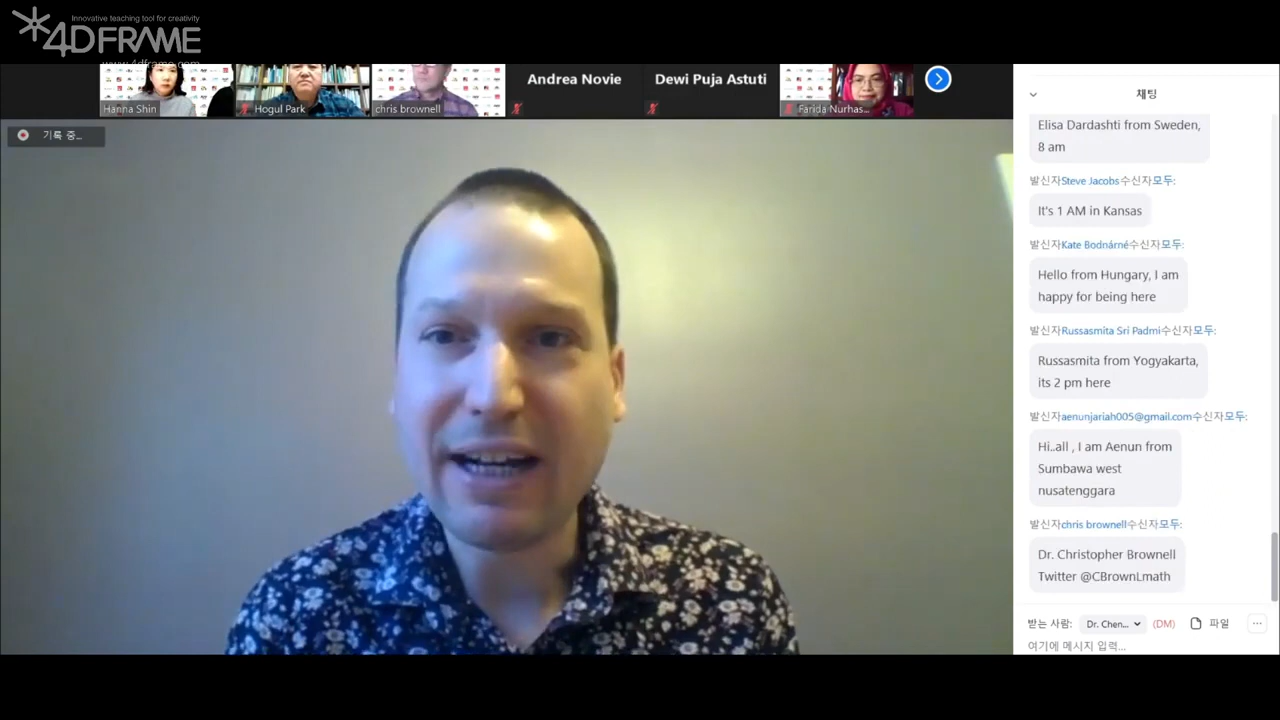 Innovative teaching tool for creativity
4DFRAME
www.4dframe.com
Hanna Shin
Hogul Park
chris brownell
Andrea Novie
Dewi Puja Astuti
Farida Nurhas...
기록 중...
채팅
Elisa Dardashti from Sweden,
8 am
발신자Steve Jacobs수신자모두:
It's 1 AM in Kansas
발신자Kate Bodnárné수신자모두:
Hello from Hungary, I am
happy for being here
발신자Russasmita Sri Padmi수신자모두:
Russasmita from Yogyakarta,
its 2 pm here
발신자aenunjariah005@gmail.com수신자모두:
Hi..all , I am Aenun from
Sumbawa west
nusatenggara
발신자chris brownell수신자모두:
Dr. Christopher Brownell
Twitter @CBrownLmath
받는 사람: Dr. Chen... (DM) 파일 ...
여기에 메시지 입력...